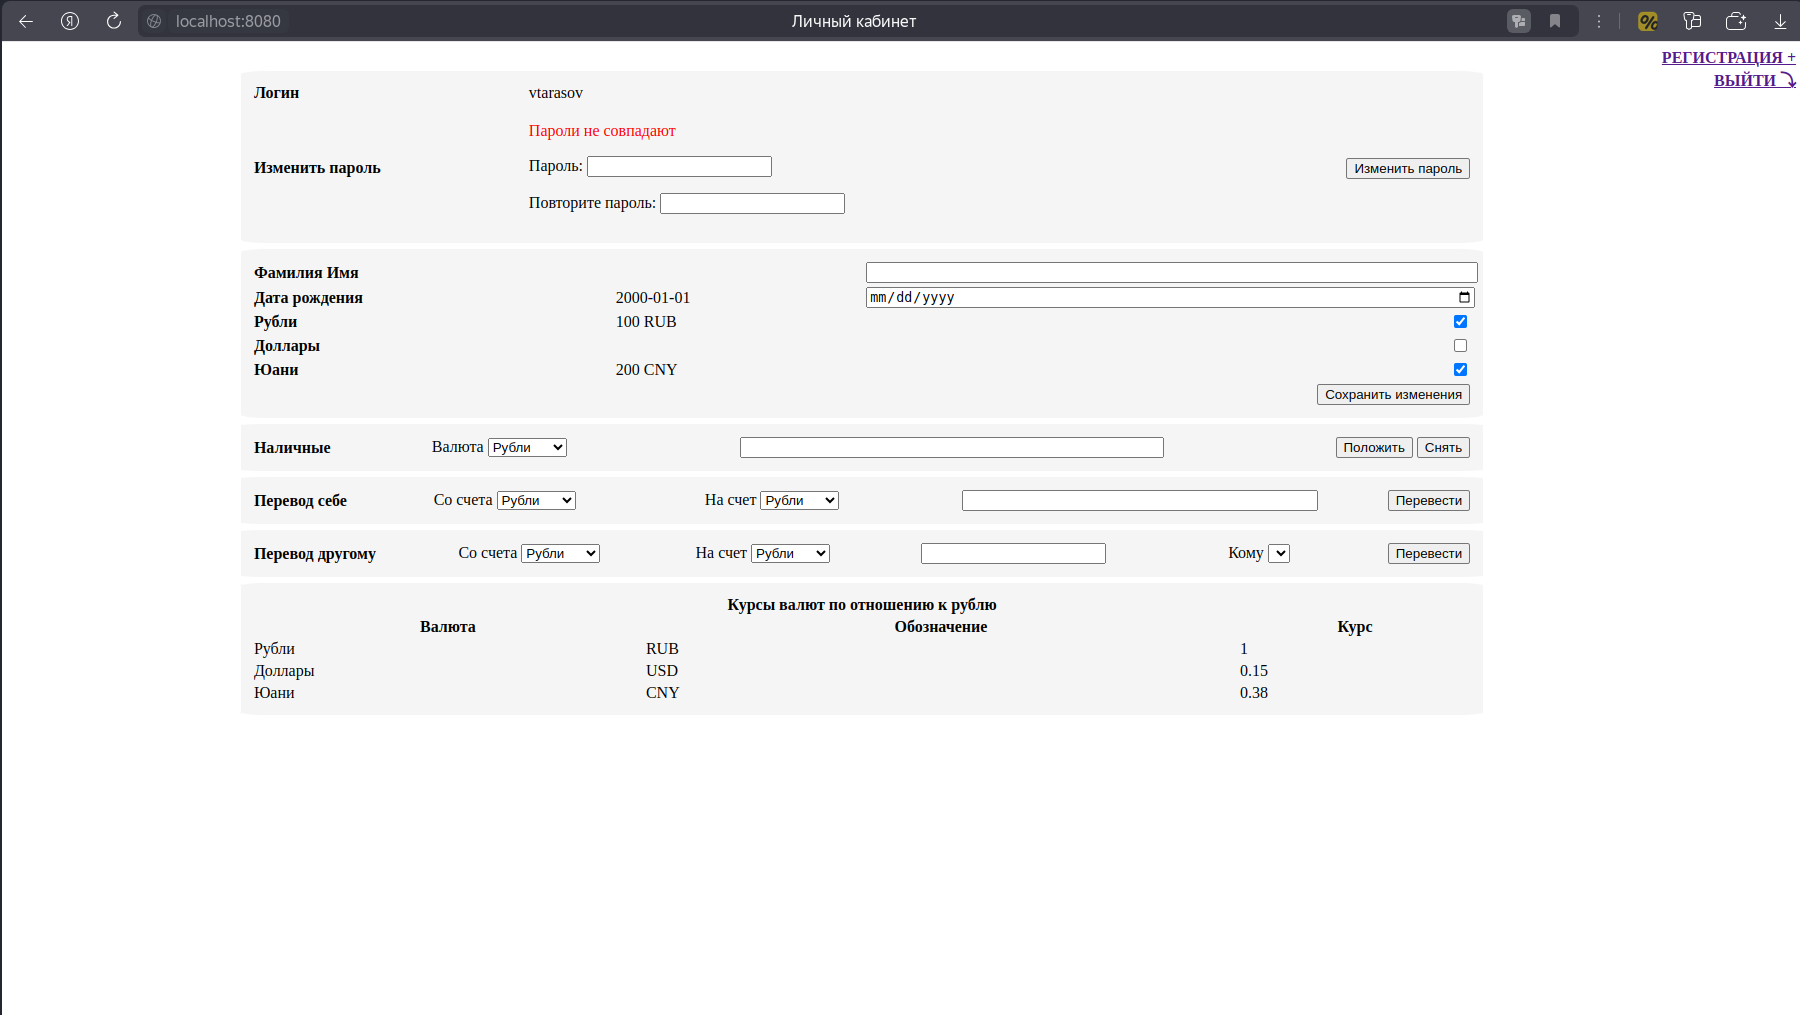 localhost:8080 Личный кабинет
РЕГИСТРАЦИЯ +
ВЫЙТИ ⤵
Логин vtarasov
Пароли не совпадают
Изменить пароль Пароль: Изменить пароль
Повторите пароль:
Фамилия Имя
Дата рождения 2000-01-01 mm/dd/yyyy
Рубли 100 RUB
Доллары
Юани 200 CNY
Сохранить изменения
Наличные Валюта Рубли Положить Снять
Перевод себе Со счета Рубли На счет Рубли Перевести
Перевод другому Со счета Рубли На счет Рубли Кому Перевести
Курсы валют по отношению к рублю
Валюта Обозначение Курс
Рубли RUB 1
Доллары USD 0.15
Юани CNY 0.38